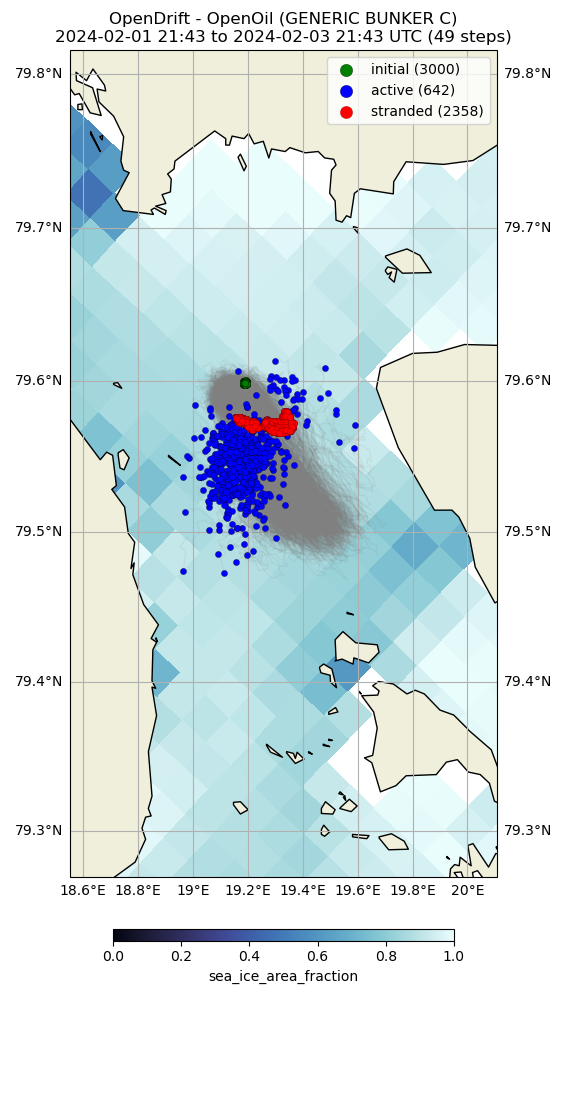 OpenDrift - OpenOil (GENERIC BUNKER C)
2024-02-01 21:43 to 2024-02-03 21:43 UTC (49 steps)
initial (3000)
active (642)
stranded (2358)
79.8°N 79.8°N
79.7°N 79.7°N
79.6°N 79.6°N
79.5°N 79.5°N
79.4°N 79.4°N
79.3°N 79.3°N
18.6°E 18.8°E 19°E 19.2°E 19.4°E 19.6°E 19.8°E 20°E
0.0 0.2 0.4 0.6 0.8 1.0
sea_ice_area_fraction